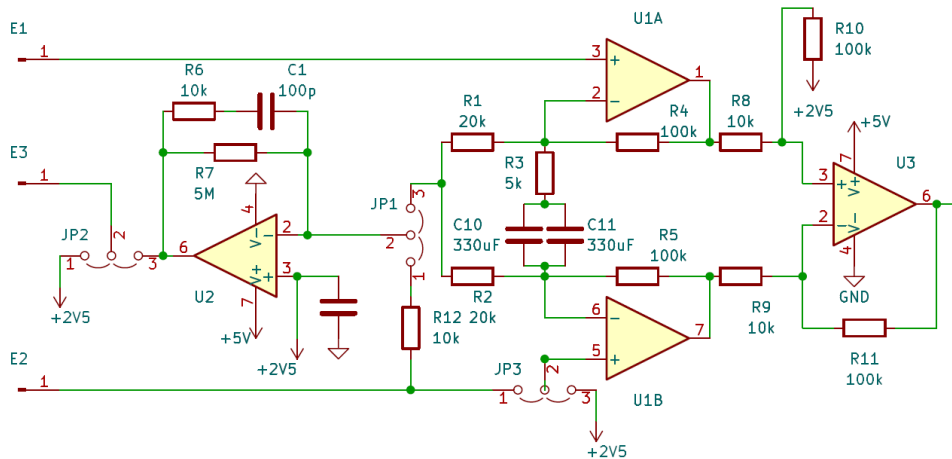 E1
1
R6
10k
C1
100p
U1A
3
+
2
−
1
R10
100k
+2V5
R1
20k
R4
100k
R8
10k
+5V
E3
1
R7
5M
R3
5k
7
U3
3
+
V+
6
2
−
V-
4
GND
JP1
3
2
1
4
V-
2
−
JP2
2
1
3
6
V+
3
+
U2
7
+5V
+2V5
+2V5
C10
330uF
C11
330uF
R5
100k
R2
20k
R9
10k
R11
100k
R12
10k
6
−
7
5
+
U1B
E2
1
JP3
1
2
3
+2V5